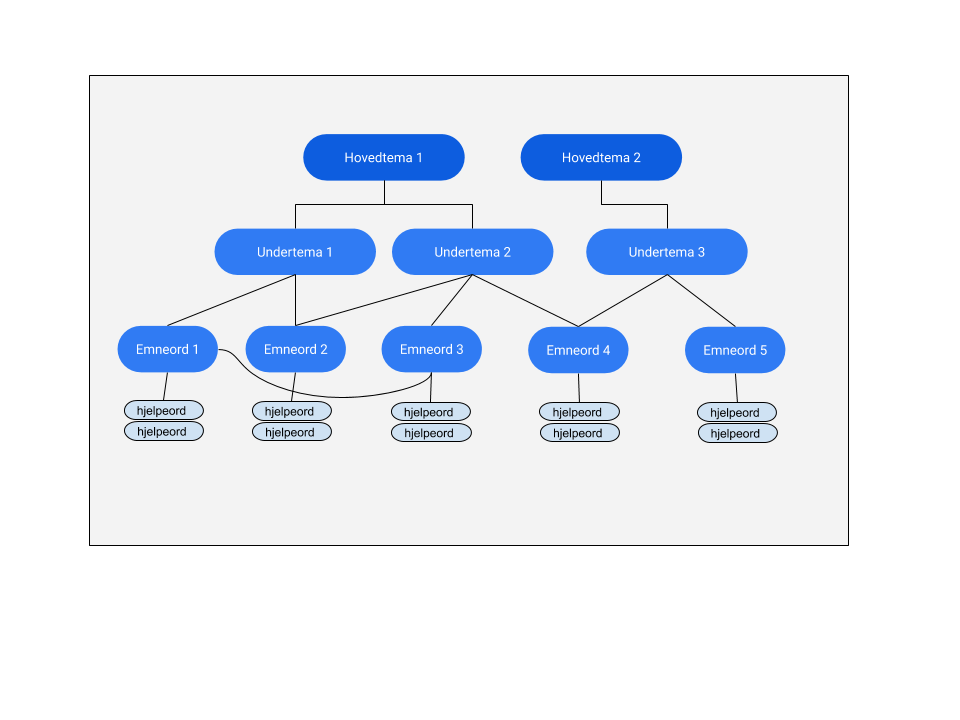 Hovedtema 1
Hovedtema 2
Undertema 1
Undertema 2
Undertema 3
Emneord 1
Emneord 2
Emneord 3
Emneord 4
Emneord 5
hjelpeord
hjelpeord
hjelpeord
hjelpeord
hjelpeord
hjelpeord
hjelpeord
hjelpeord
hjelpeord
hjelpeord